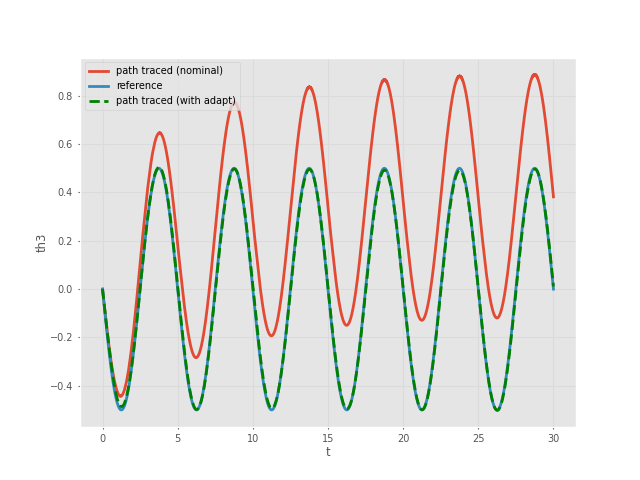 path traced (nominal)
reference
path traced (with adapt)
0.8
0.6
0.4
0.2
0.0
−0.2
−0.4
th3
0 5 10 15 20 25 30
t